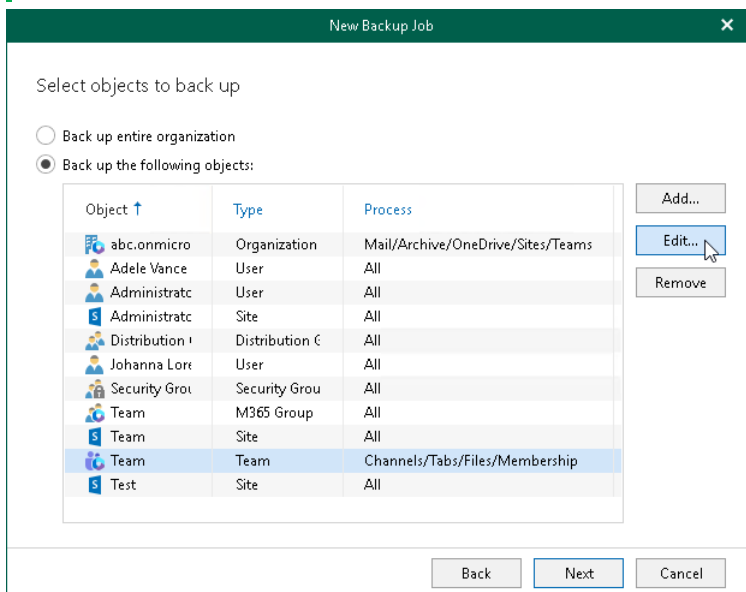 New Backup Job
Select objects to back up
Back up entire organization
Back up the following objects:
Object Type Process
abc.onmicro Organization Mail/Archive/OneDrive/Sites/Teams
Adele Vance User All
Administratc User All
Administratc Site All
Distribution Distribution G All
Johanna Lore User All
Security Grou Security Grou All
Team M365 Group All
Team Site All
Team Team Channels/Tabs/Files/Membership
Test Site All
Add...
Edit...
Remove
Back Next Cancel